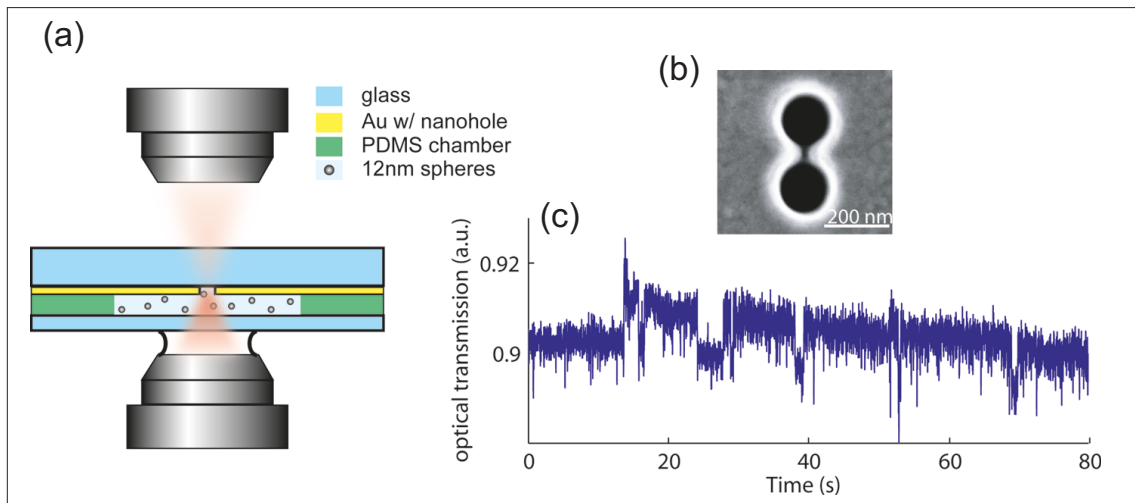 (a)
glass
Au w/ nanohole
PDMS chamber
12nm spheres
(b)
200 nm
(c)
optical transmission (a.u.)
0.92
0.9
0
20
40
60
80
Time (s)